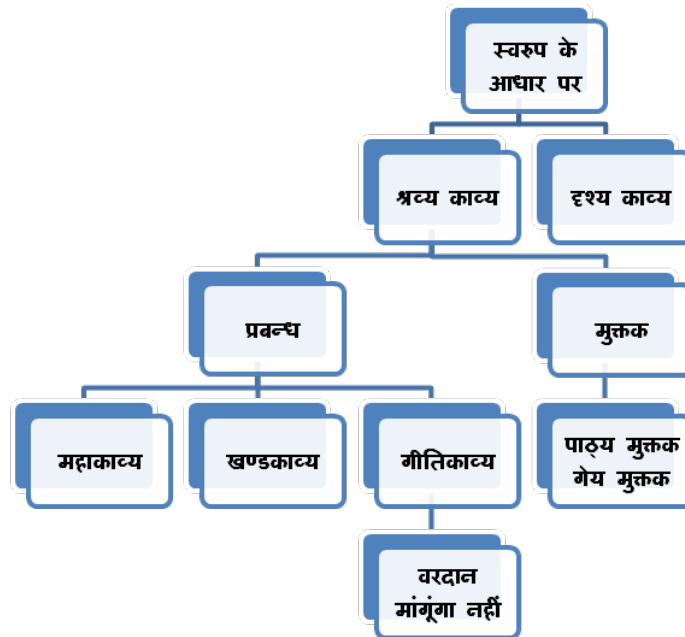 स्वरुप के
आधार पर
श्रव्य काव्य
दृश्य काव्य
प्रबन्ध
मुक्तक
महाकाव्य
खण्डकाव्य
गीतिकाव्य
पाठ्य मुक्तक
गेय मुक्तक
वरदान
मांगूंगा नहीं